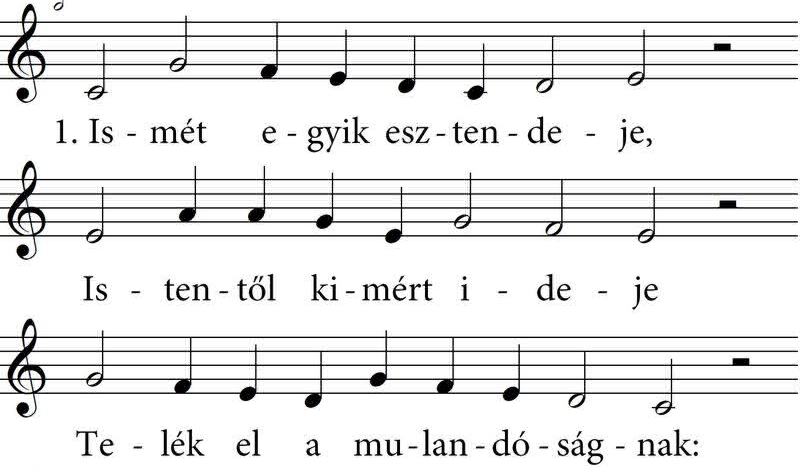 1. Is - mét e - gyik esz - ten - de - je,
Is - ten - től ki - mért i - de - je
Te - lék el a mu - lan - dó - ság - nak: